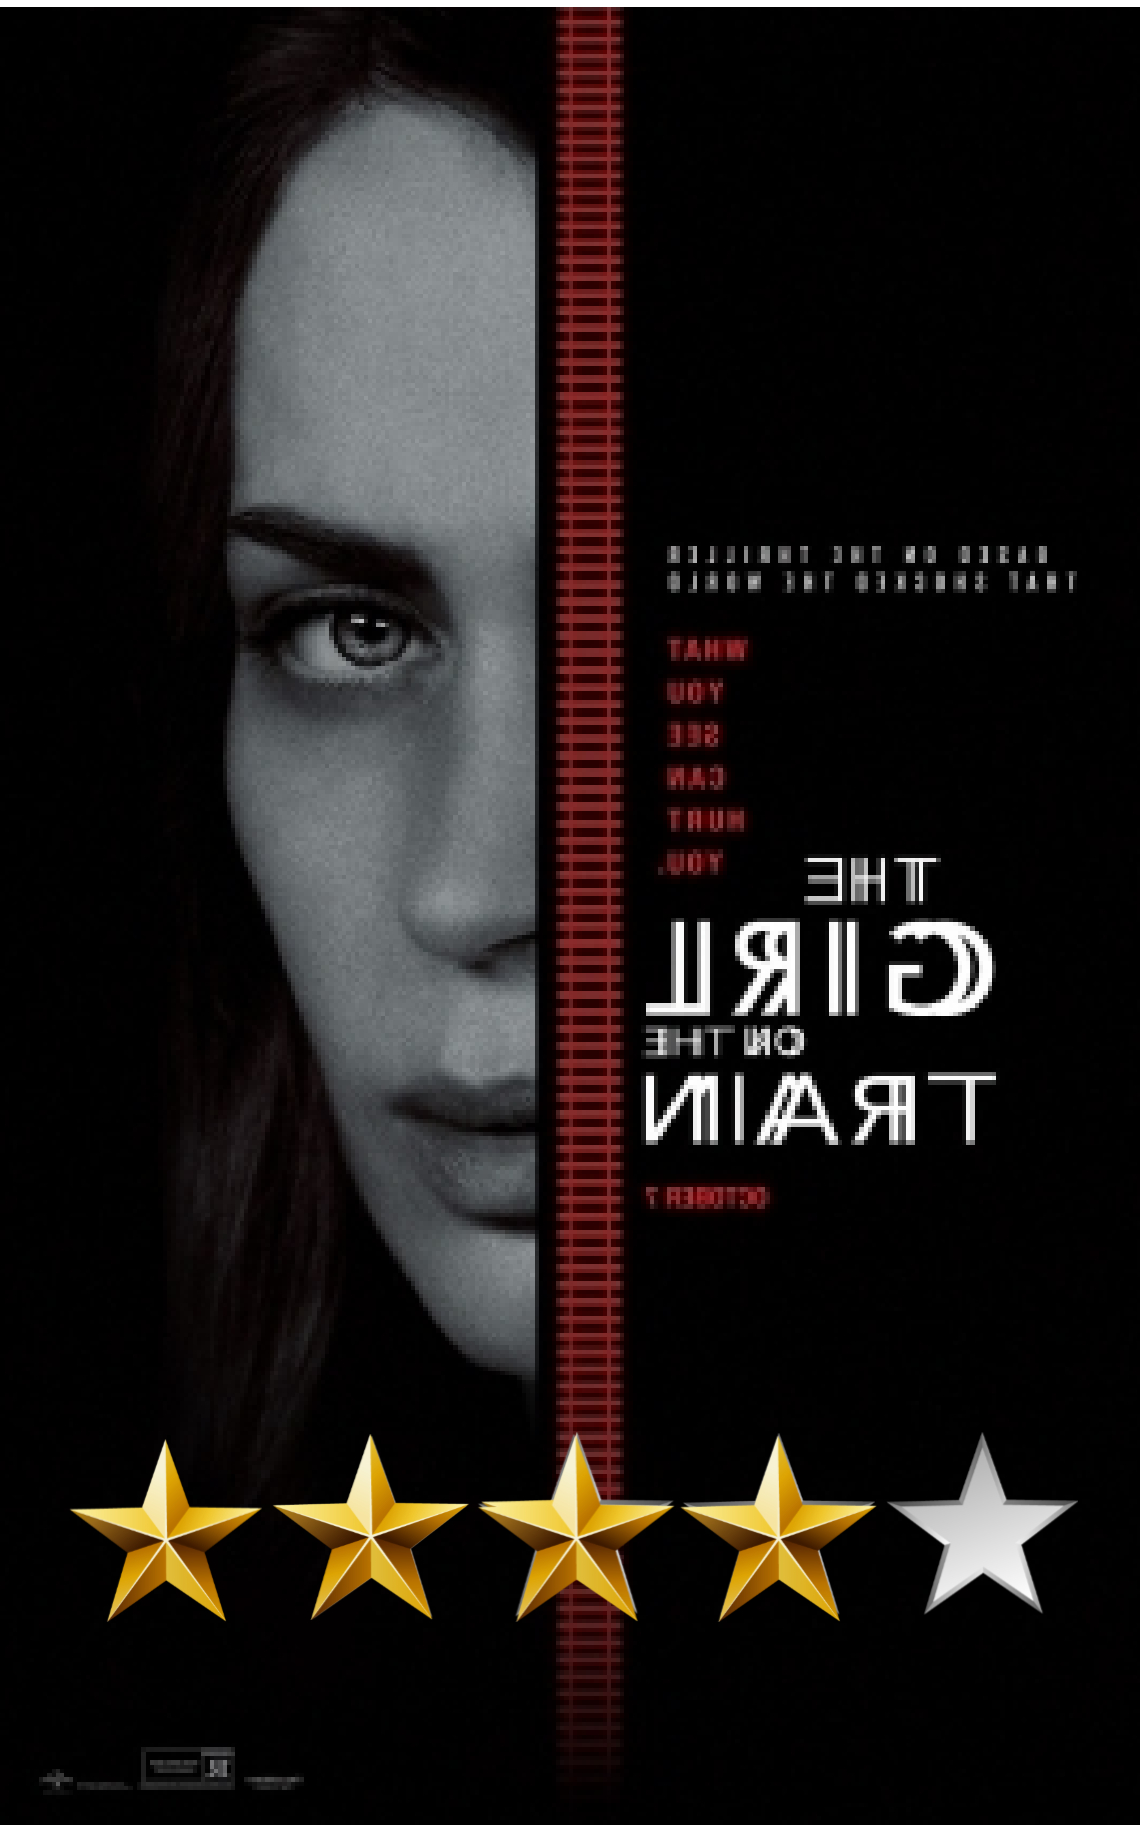 BASED ON THE THRILLER
THAT SHOCKED THE WORLD
WHAT
YOU
SEE
CAN
HURT
YOU.
THE
GIRL
ON THE
TRAIN
OCTOBER 7
R